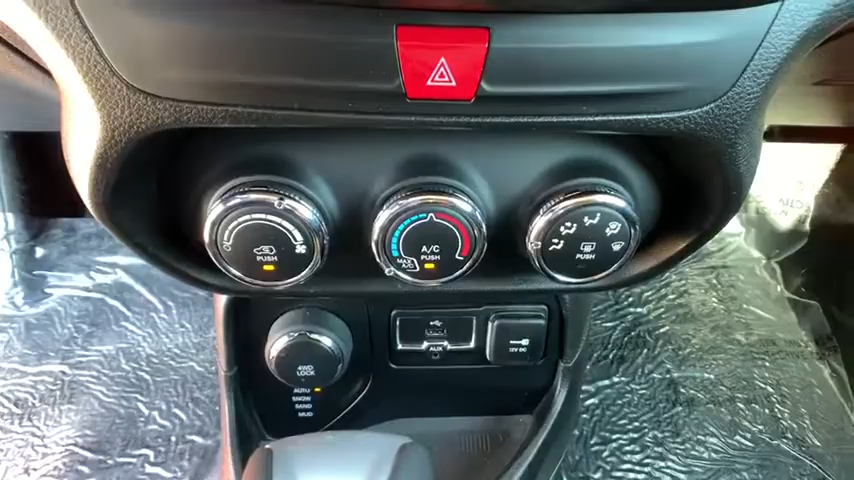 PUSH
A/C
PUSH
MAX
A/C
PUSH
AUX
12V DC
4WD
LOCK
AUTO
SNOW
SAND
MUD